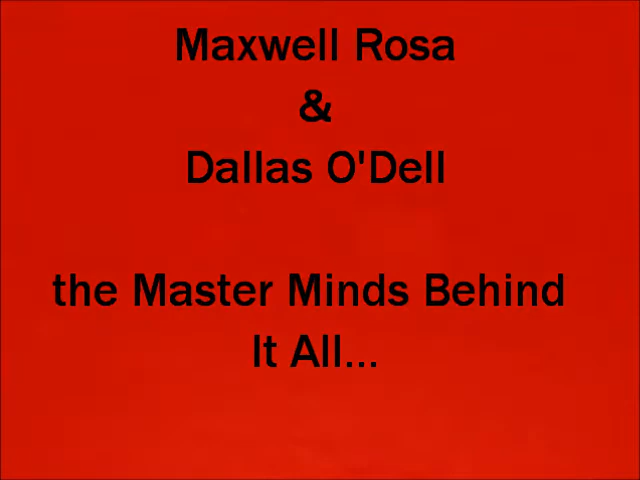 Maxwell Rosa
&
Dallas O'Dell
the Master Minds Behind
It All...